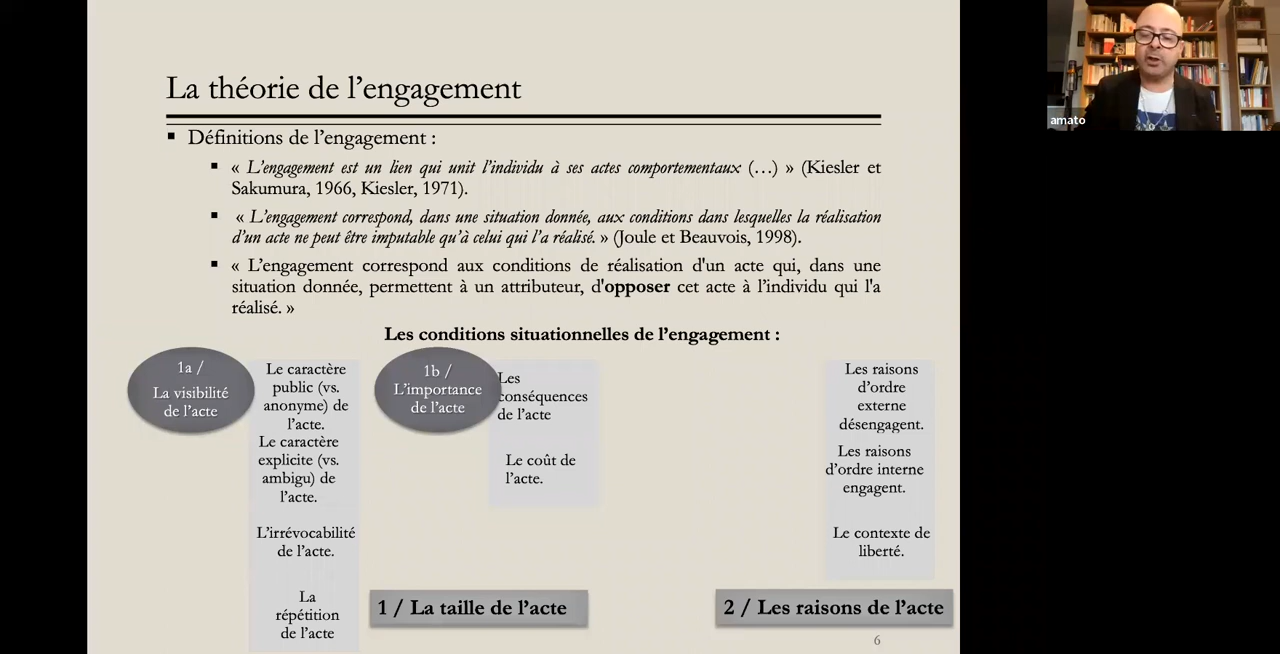 La théorie de l'engagement
▪ Définitions de l'engagement :
▪ « L'engagement est un lien qui unit l'individu à ses actes comportementaux (…) » (Kiesler et
Sakumura, 1966, Kiesler, 1971).
▪ « L'engagement correspond, dans une situation donnée, aux conditions dans lesquelles la réalisation
d'un acte ne peut être imputable qu'à celui qui l'a réalisé. » (Joule et Beauvois, 1998).
▪ « L'engagement correspond aux conditions de réalisation d'un acte qui, dans une
situation donnée, permettent à un attributeur, d'opposer cet acte à l'individu qui l'a
réalisé. »
Les conditions situationnelles de l'engagement :
1a /
La visibilité
de l'acte
Le caractère
public (vs.
anonyme) de
l'acte.
Le caractère
explicite (vs.
ambigu) de
l'acte.
L'irrévocabilité
de l'acte.
La
répétition
de l'acte
1b /
L'importance
de l'acte
Les
conséquences
de l'acte
Le coût de
l'acte.
Les raisons
d'ordre
externe
désengagent.
Les raisons
d'ordre interne
engagent.
Le contexte de
liberté.
1 / La taille de l'acte
2 / Les raisons de l'acte
6
amato